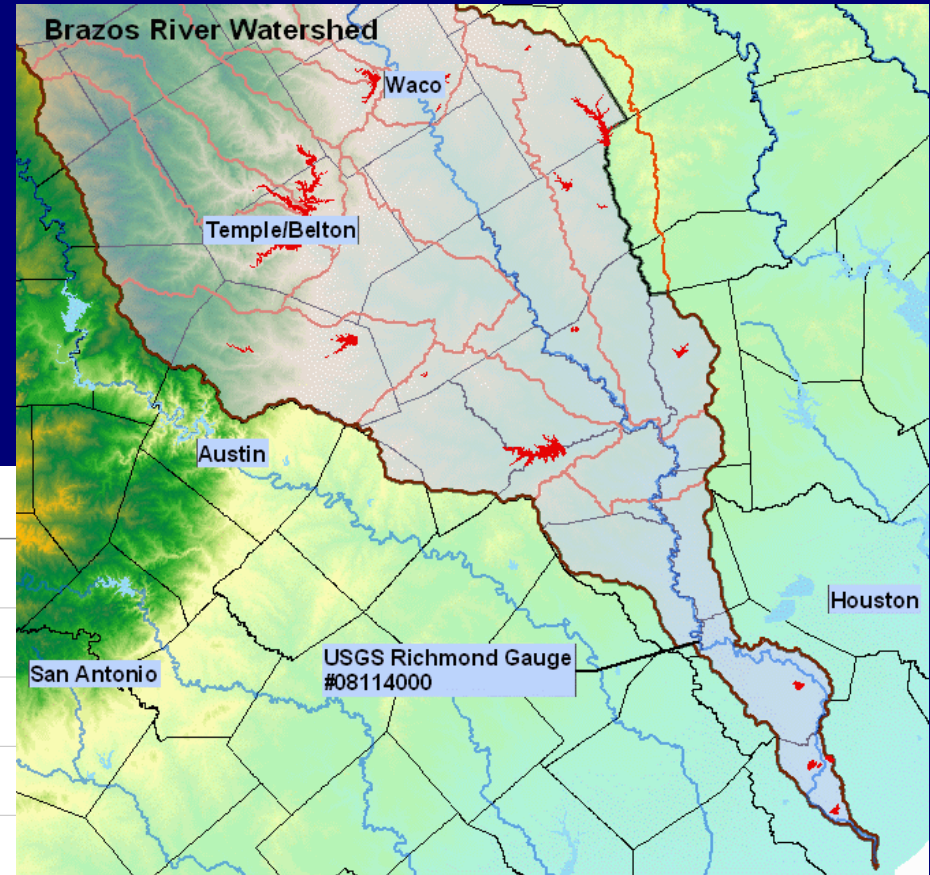 Brazos River Watershed
Waco
Temple/Belton
Austin
Houston
USGS Richmond Gauge
#08114000
San Antonio